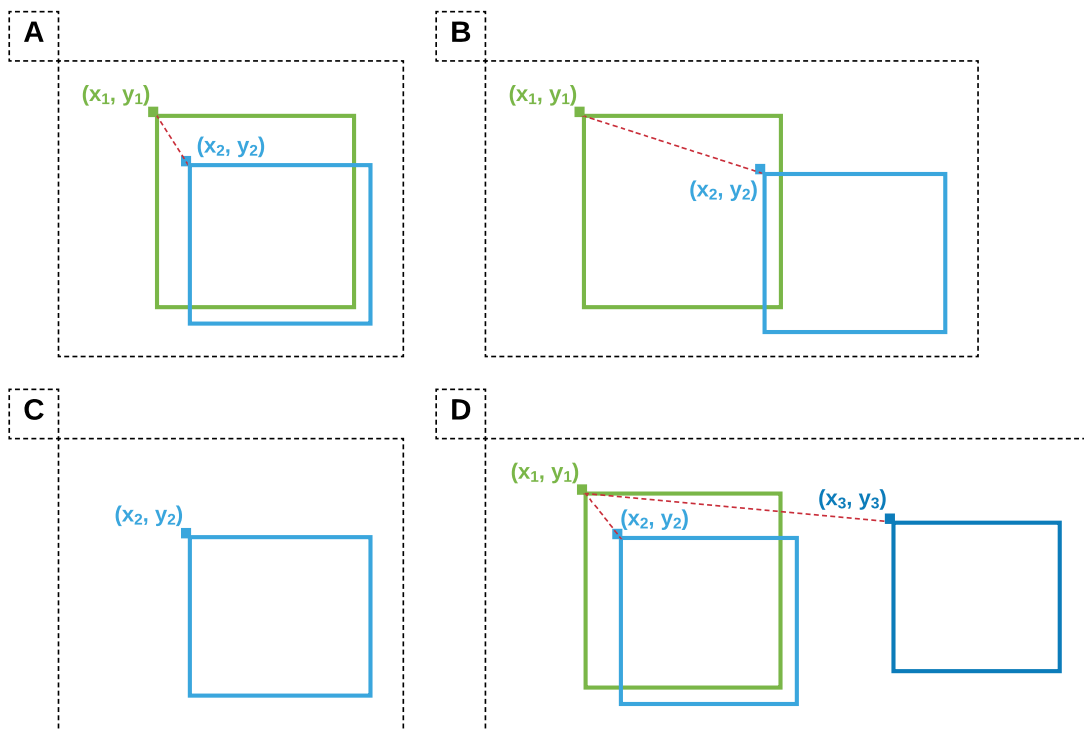 A
B
(x₁, y₁)
(x₂, y₂)
(x₁, y₁)
(x₂, y₂)
C
D
(x₂, y₂)
(x₁, y₁)
(x₂, y₂)
(x₃, y₃)